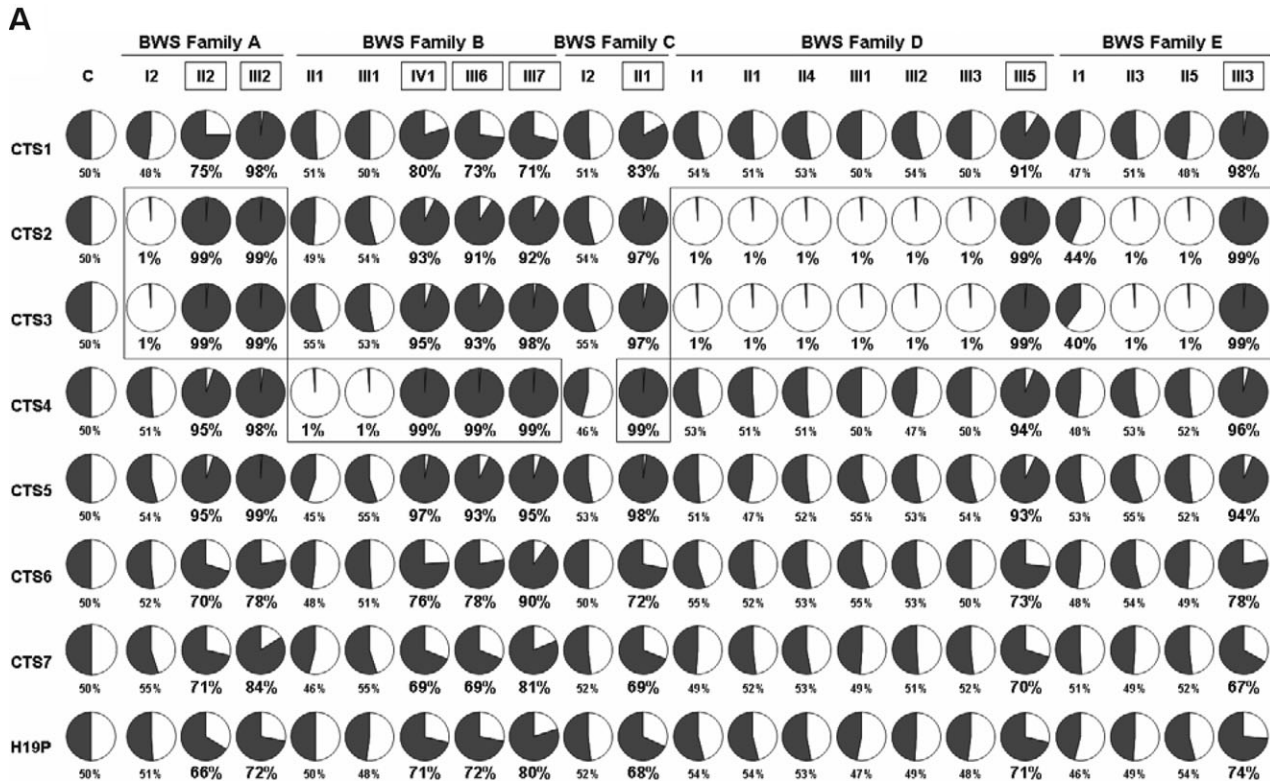 A
BWS Family A BWS Family B BWS Family C BWS Family D BWS Family E
C I2 II2 III2 II1 III1 IV1 III6 III7 I2 II1 I1 II1 II4 III1 III2 III3 III5 I1 II3 II5 III3
CTS1
50% 48% 75% 98% 51% 50% 80% 73% 71% 51% 83% 54% 51% 53% 50% 54% 50% 91% 47% 51% 48% 98%
CTS2
50% 1% 99% 99% 49% 54% 93% 91% 92% 54% 97% 1% 1% 1% 1% 1% 1% 99% 44% 1% 1% 99%
CTS3
50% 1% 99% 99% 55% 53% 95% 93% 98% 55% 97% 1% 1% 1% 1% 1% 1% 99% 40% 1% 1% 99%
CTS4
50% 51% 95% 98% 1% 1% 99% 99% 99% 46% 99% 53% 51% 51% 50% 47% 50% 94% 48% 53% 52% 96%
CTS5
50% 54% 95% 99% 45% 55% 97% 93% 95% 53% 98% 51% 47% 52% 55% 53% 54% 93% 53% 55% 52% 94%
CTS6
50% 52% 70% 78% 48% 51% 76% 78% 90% 50% 72% 55% 52% 53% 55% 53% 50% 73% 48% 54% 49% 78%
CTS7
50% 55% 71% 84% 46% 55% 69% 69% 81% 52% 69% 49% 52% 53% 49% 51% 52% 70% 51% 49% 52% 67%
H19P
50% 51% 66% 72% 50% 48% 71% 72% 80% 52% 68% 54% 54% 53% 47% 49% 48% 71% 46% 49% 54% 74%